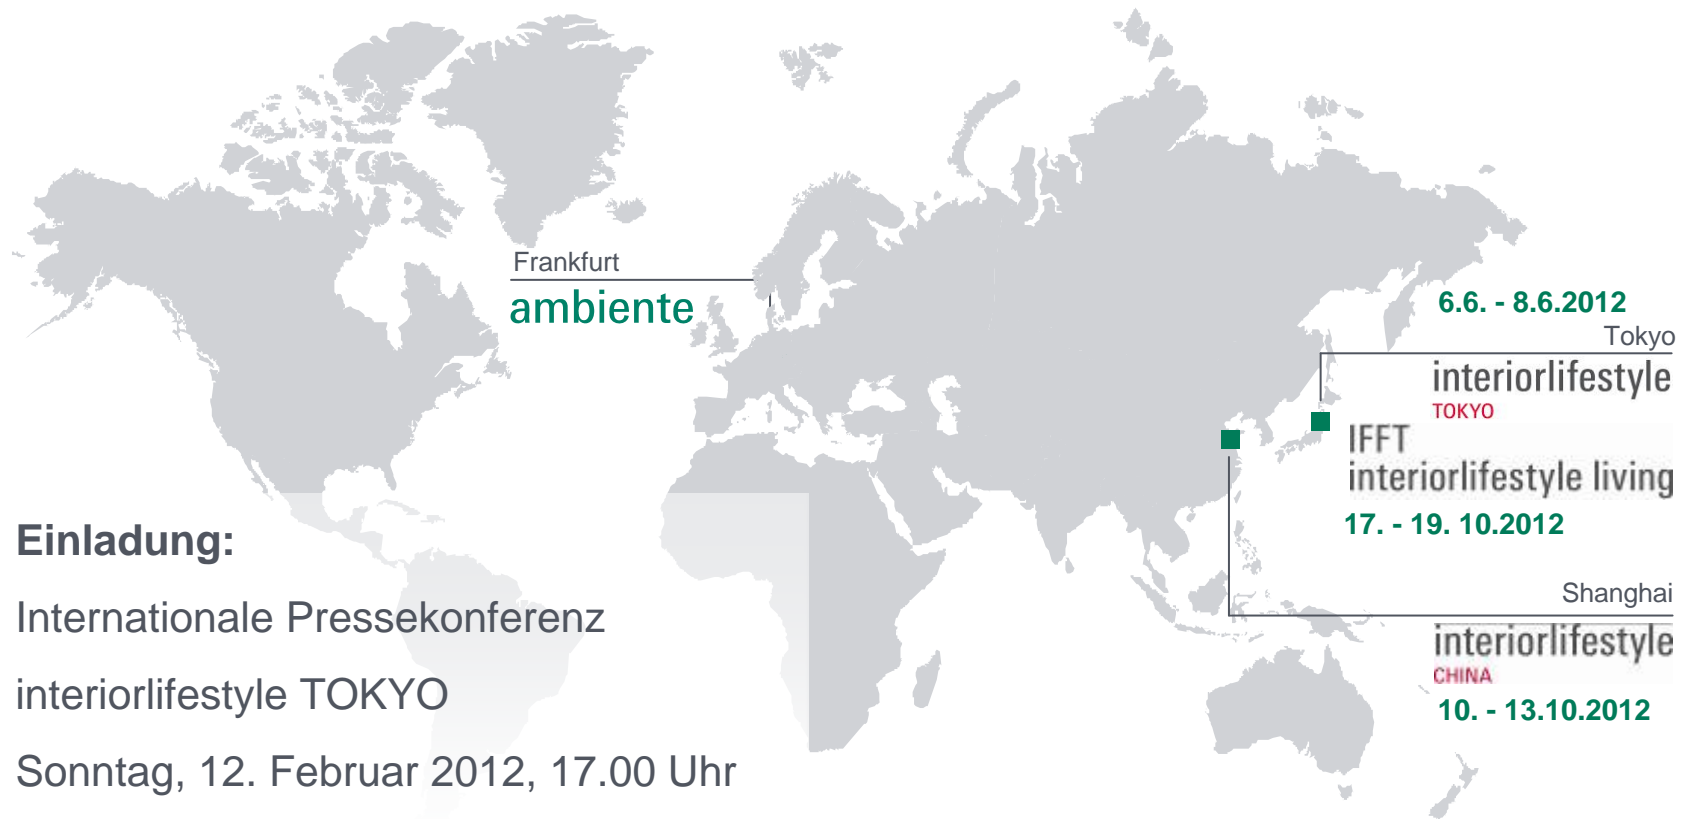 Frankfurt
ambiente
6.6. - 8.6.2012
Tokyo
interiorlifestyle
TOKYO
IFFT
interiorlifestyle living
17. - 19. 10.2012
Shanghai
interiorlifestyle
CHINA
10. - 13.10.2012
Einladung:
Internationale Pressekonferenz
interiorlifestyle TOKYO
Sonntag, 12. Februar 2012, 17.00 Uhr